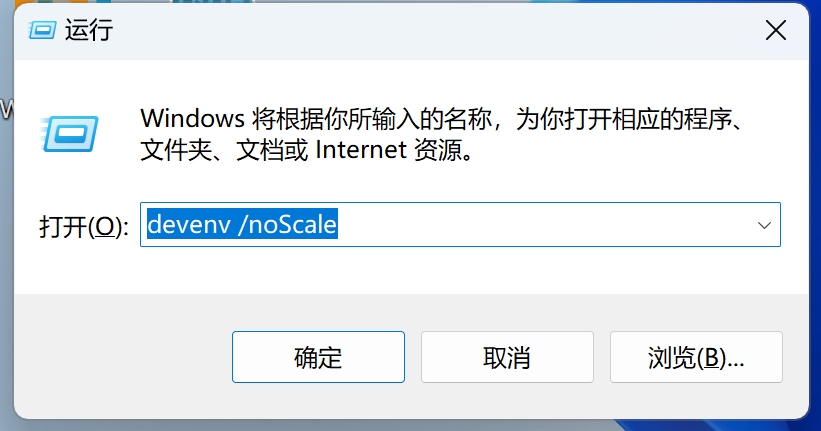 运行
Windows 将根据你所输入的名称，为你打开相应的程序、
文件夹、文档或 Internet 资源。
打开(O):
devenv /noScale
确定
取消
浏览(B)...